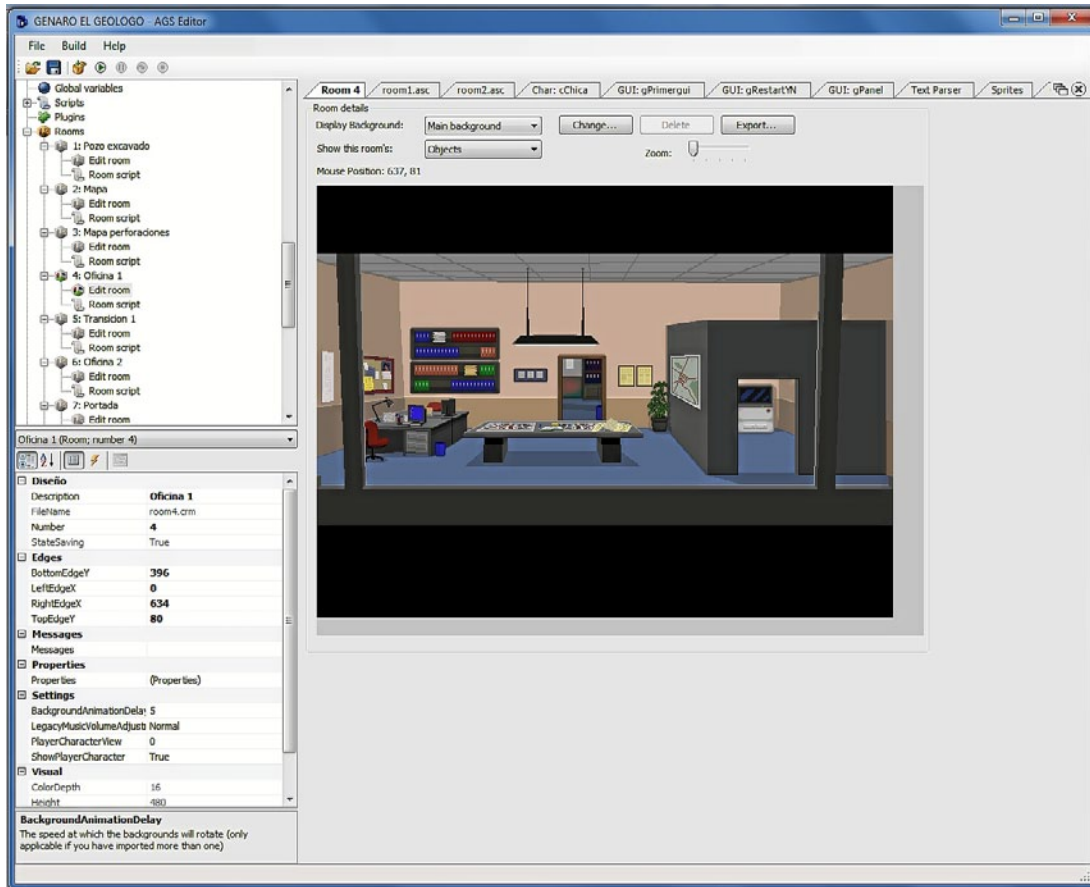 GENARO EL GEOLOGO - AGS Editor
File Build Help
Global variables
Scripts
Plugins
Rooms
1: Pozo excavado
Edit room
Room script
2: Mapa
Edit room
Room script
3: Mapa perforaciones
Edit room
Room script
4: Oficina 1
Edit room
Room script
5: Transicion 1
Edit room
Room script
6: Oficina 2
Edit room
Room script
7: Portada
Edit room
Oficina 1 (Room; number 4)
Diseño
Description Oficina 1
FileName room4.crm
Number 4
StateSaving True
Edges
BottomEdgeY 396
LeftEdgeX 0
RightEdgeX 634
TopEdgeY 80
Messages
Messages
Properties
Properties (Properties)
Settings
BackgroundAnimationDelay 5
LegacyMusicVolumeAdjusti Normal
PlayerCharacterView 0
ShowPlayerCharacter True
Visual
ColorDepth 16
Height 480
BackgroundAnimationDelay
The speed at which the backgrounds will rotate (only
applicable if you have imported more than one)
Room 4 room1.asc room2.asc Char: cChica GUI: gPrimergui GUI: gRestartYN GUI: gPanel Text Parser Sprites
Room details
Display Background: Main background Change... Delete Export...
Show this room's: Objects Zoom:
Mouse Position: 637, 81